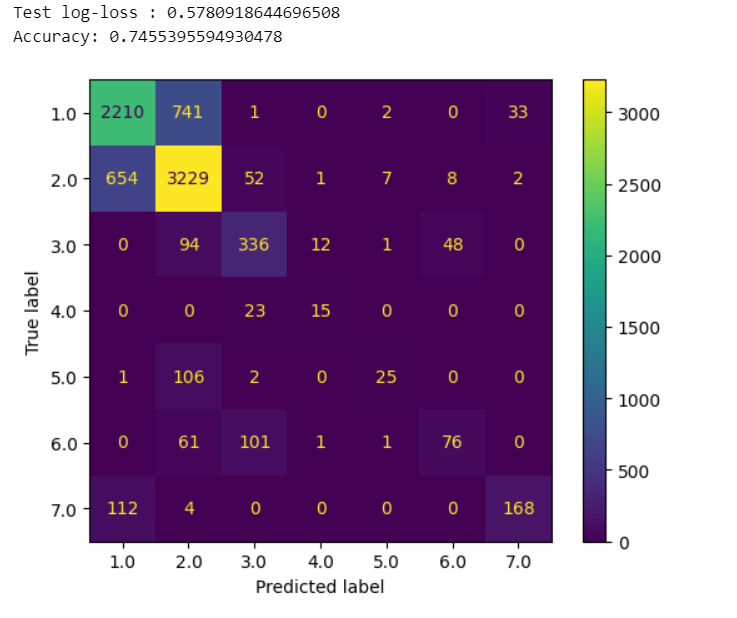 Test log-loss : 0.5780918644696508
Accuracy: 0.7455395594930478
1.0 2210 741 1 0 2 0 33
2.0 654 3229 52 1 7 8 2
3.0 0 94 336 12 1 48 0
4.0 0 0 23 15 0 0 0
5.0 1 106 2 0 25 0 0
6.0 0 61 101 1 1 76 0
7.0 112 4 0 0 0 0 168
1.0 2.0 3.0 4.0 5.0 6.0 7.0
Predicted label
True label
3000
2500
2000
1500
1000
500
0